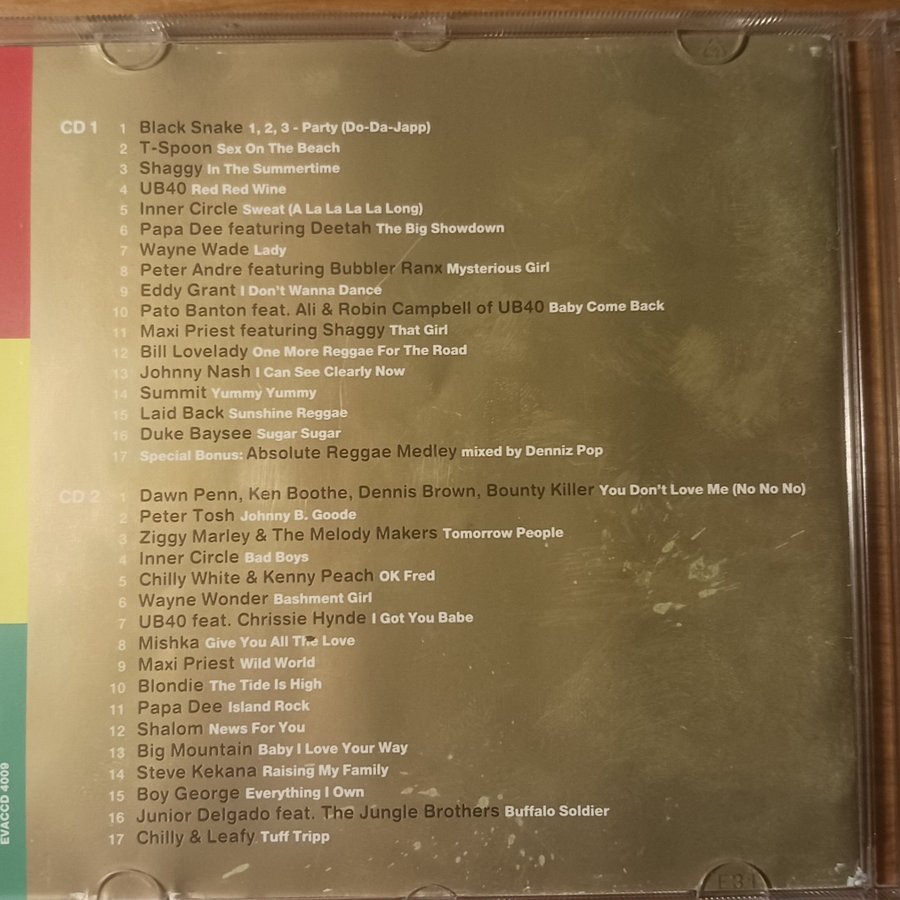 CD 1 1 Black Snake 1, 2, 3 - Party (Do-Da-Japp)
2 T-Spoon Sex On The Beach
3 Shaggy In The Summertime
4 UB40 Red Red Wine
5 Inner Circle Sweat (A La La La La Long)
6 Papa Dee featuring Deetah The Big Showdown
7 Wayne Wade Lady
8 Peter Andre featuring Bubbler Ranx Mysterious Girl
9 Eddy Grant I Don't Wanna Dance
10 Pato Banton feat. Ali & Robin Campbell of UB40 Baby Come Back
11 Maxi Priest featuring Shaggy That Girl
12 Bill Lovelady One More Reggae For The Road
13 Johnny Nash I Can See Clearly Now
14 Summit Yummy Yummy
15 Laid Back Sunshine Reggae
16 Duke Baysee Sugar Sugar
17 Special Bonus: Absolute Reggae Medley mixed by Denniz Pop
CD 2 1 Dawn Penn, Ken Boothe, Dennis Brown, Bounty Killer You Don't Love Me (No No No)
2 Peter Tosh Johnny B. Goode
3 Ziggy Marley & The Melody Makers Tomorrow People
4 Inner Circle Bad Boys
5 Chilly White & Kenny Peach OK Fred
6 Wayne Wonder Bashment Girl
7 UB40 feat. Chrissie Hynde I Got You Babe
8 Mishka Give You All The Love
9 Maxi Priest Wild World
10 Blondie The Tide Is High
11 Papa Dee Island Rock
12 Shalom News For You
13 Big Mountain Baby I Love Your Way
14 Steve Kekana Raising My Family
15 Boy George Everything I Own
16 Junior Delgado feat. The Jungle Brothers Buffalo Soldier
17 Chilly & Leafy Tuff Tripp
EVACCD 4009